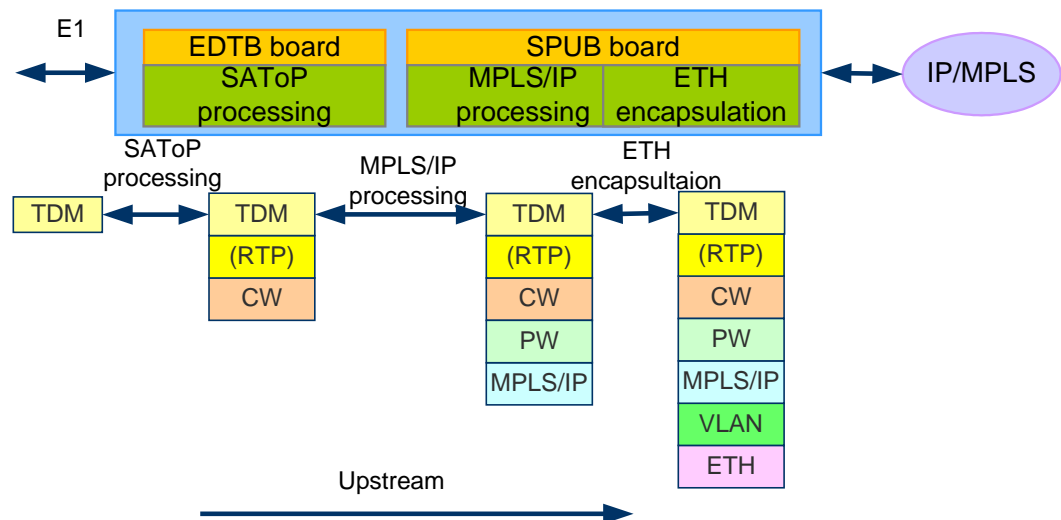 E1
EDTB board
SPUB board
SAToP
processing
MPLS/IP
processing
ETH
encapsulation
IP/MPLS
SAToP
processing
MPLS/IP
processing
ETH
encapsultaion
TDM
TDM
(RTP)
CW
TDM
(RTP)
CW
PW
MPLS/IP
TDM
(RTP)
CW
PW
MPLS/IP
VLAN
ETH
Upstream